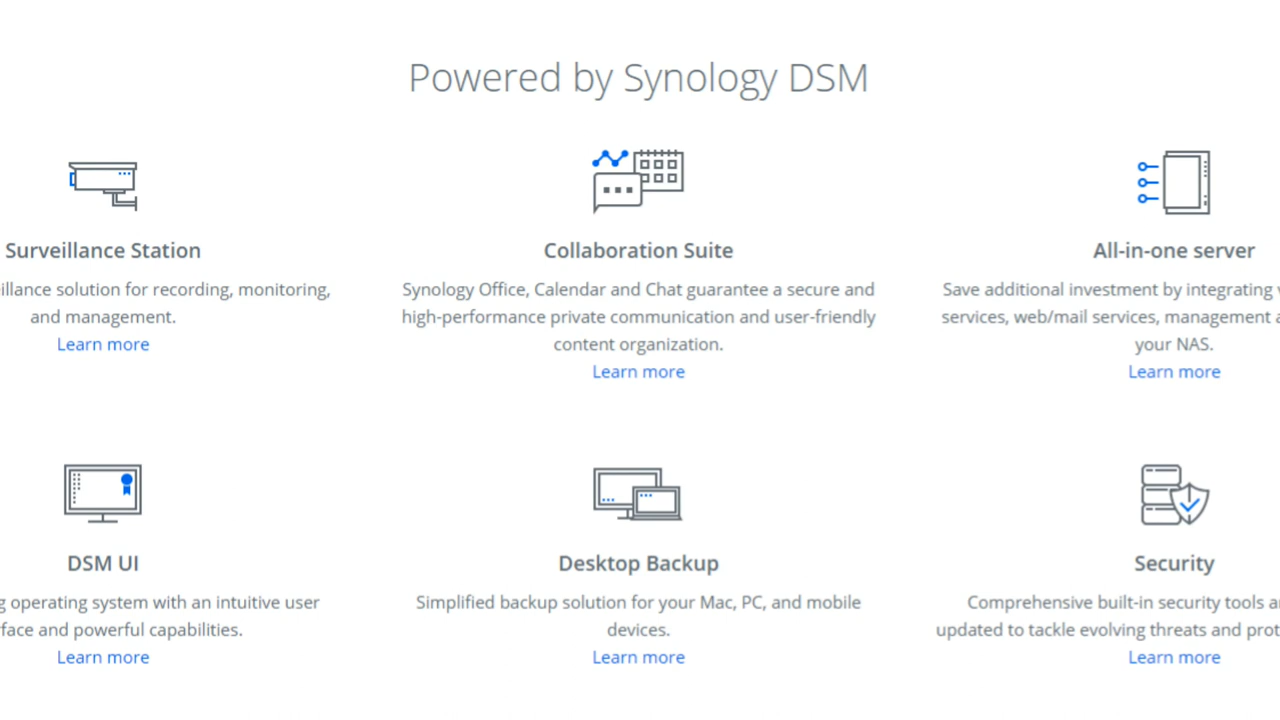 Powered by Synology DSM
Surveillance Station
solution for recording, monitoring,
and management.
Learn more
Collaboration Suite
Synology Office, Calendar and Chat guarantee a secure and
high-performance private communication and user-friendly
content organization.
Learn more
All-in-one server
Save additional investment by integrating
services, web/mail services, management
your NAS.
Learn more
DSM UI
operating system with an intuitive user
and powerful capabilities.
Learn more
Desktop Backup
Simplified backup solution for your Mac, PC, and mobile
devices.
Learn more
Security
Comprehensive built-in security tools
updated to tackle evolving threats and
Learn more